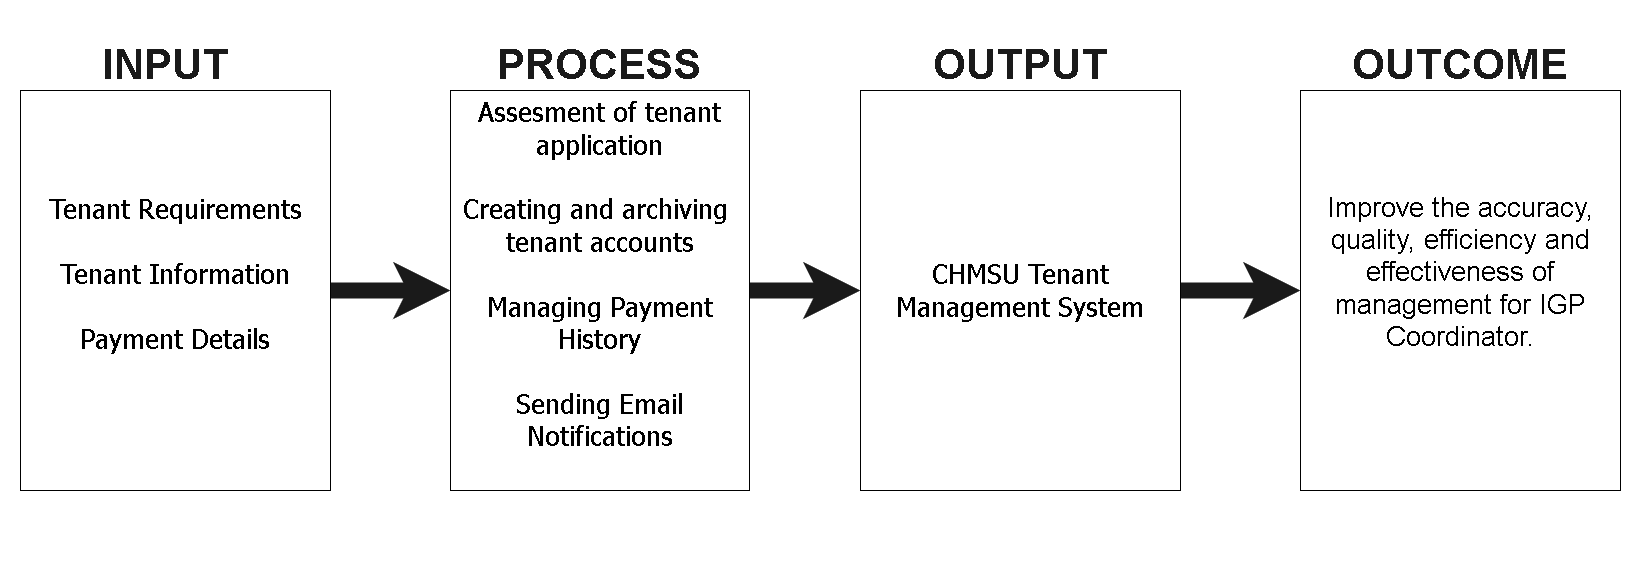 INPUT
Tenant Requirements
Tenant Information
Payment Details
PROCESS
Assesment of tenant
application
Creating and archiving
tenant accounts
Managing Payment
History
Sending Email
Notifications
OUTPUT
CHMSU Tenant
Management System
OUTCOME
Improve the accuracy,
quality, efficiency and
effectiveness of
management for IGP
Coordinator.